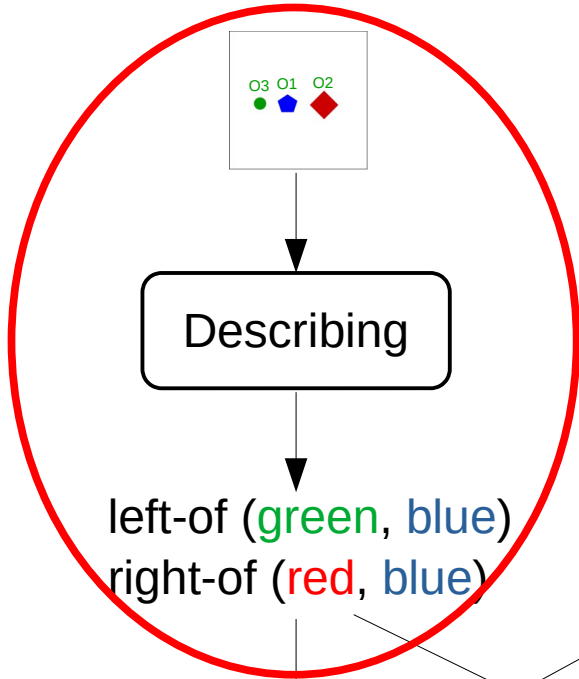 O3 O1 O2
Describing
left-of (green, blue)
right-of (red, blue)